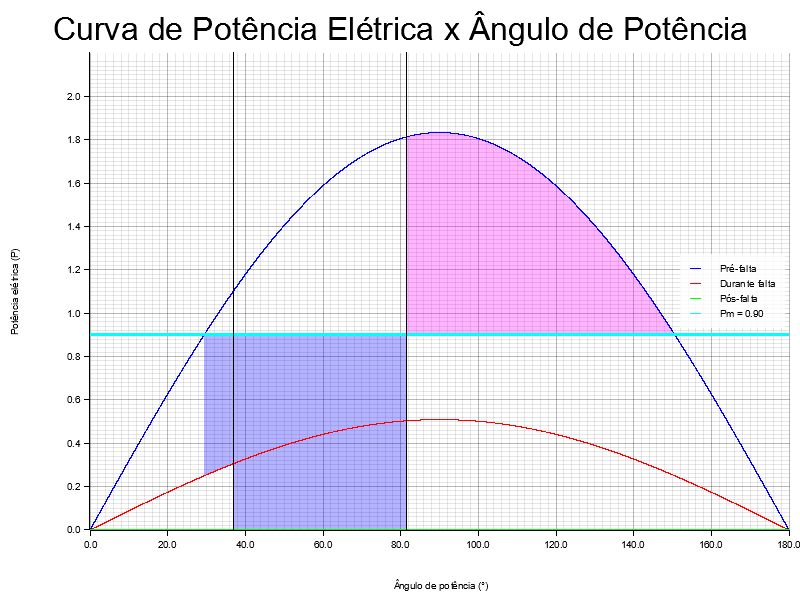 Curva de Potência Elétrica x Ângulo de Potência
Potência elétrica (P)
2.0
1.8
1.6
1.4
1.2
1.0
0.8
0.6
0.4
0.2
0.0
Pré-falta
Durante falta
Pós-falta
Pm = 0.90
0.0 20.0 40.0 60.0 80.0 100.0 120.0 140.0 160.0 180.0
Ângulo de potência (°)